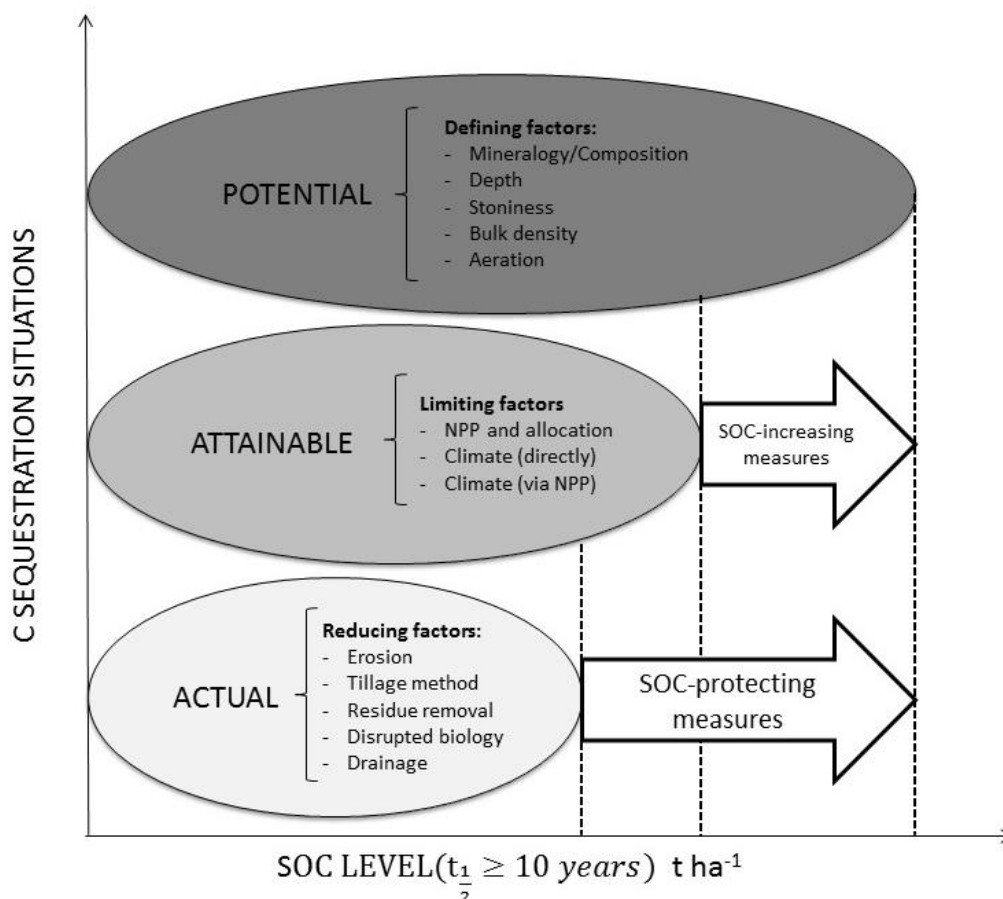 C SEQUESTRATION SITUATIONS
POTENTIAL
Defining factors:
- Mineralogy/Composition
- Depth
- Stoniness
- Bulk density
- Aeration
ATTAINABLE
Limiting factors
- NPP and allocation
- Climate (directly)
- Climate (via NPP)
SOC-increasing
measures
ACTUAL
Reducing factors:
- Erosion
- Tillage method
- Residue removal
- Disrupted biology
- Drainage
SOC-protecting
measures
SOC LEVEL(t½ ≥ 10 years) t ha⁻¹